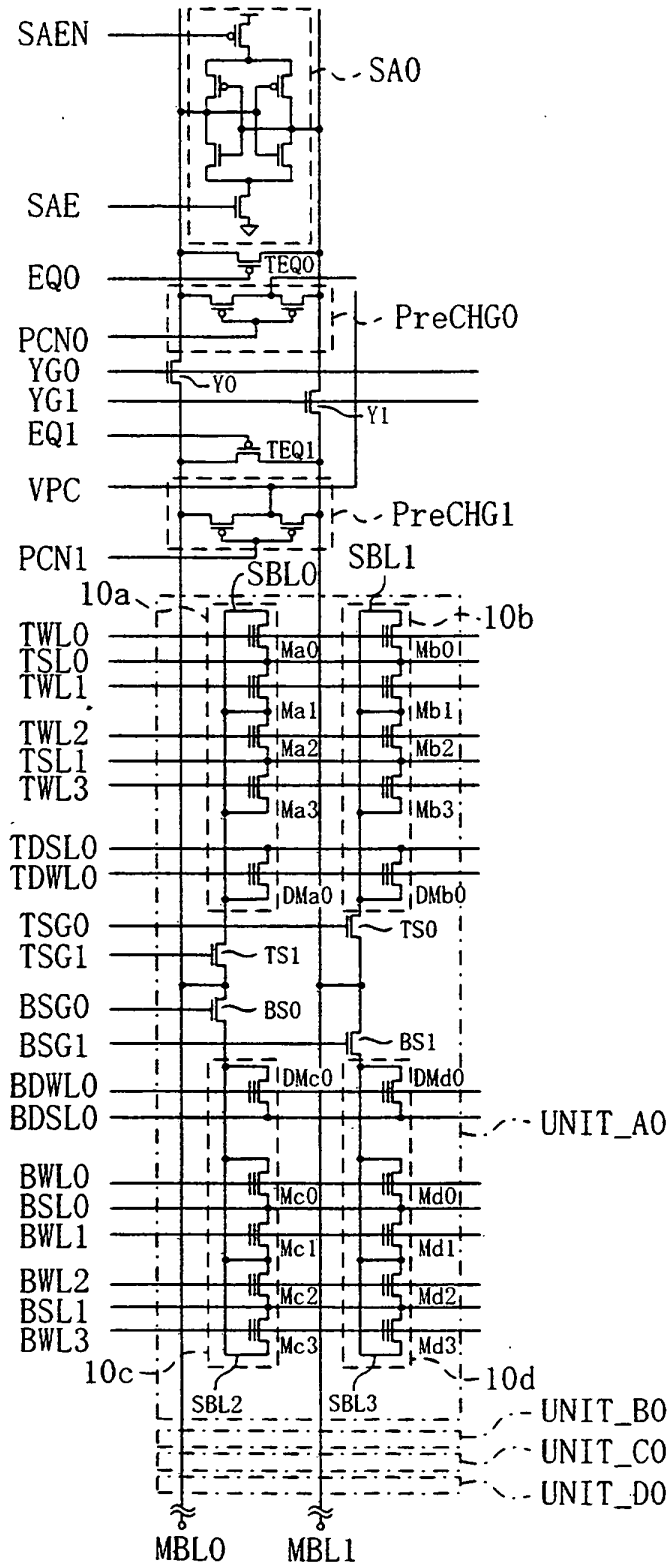 SAEN
SA0
SAE
TEQ0
EQ0
PreCHG0
PCN0
YG0
Y0
YG1
Y1
EQ1
TEQ1
VPC
PreCHG1
PCN1
SBL0
SBL1
10a
10b
TWL0
Ma0
Mb0
TSL0
TWL1
Ma1
Mb1
TWL2
Ma2
Mb2
TSL1
TWL3
Ma3
Mb3
TDSL0
TDWL0
DMa0
DMb0
TSG0
TS0
TSG1
TS1
BSG0
BS0
BSG1
BS1
DMc0
DMd0
BDWL0
BDSL0
UNIT_A0
BWL0
Mc0
Md0
BSL0
BWL1
Mc1
Md1
BWL2
Mc2
Md2
BSL1
BWL3
Mc3
Md3
10c
10d
SBL2
SBL3
UNIT_B0
UNIT_C0
UNIT_D0
MBL0
MBL1